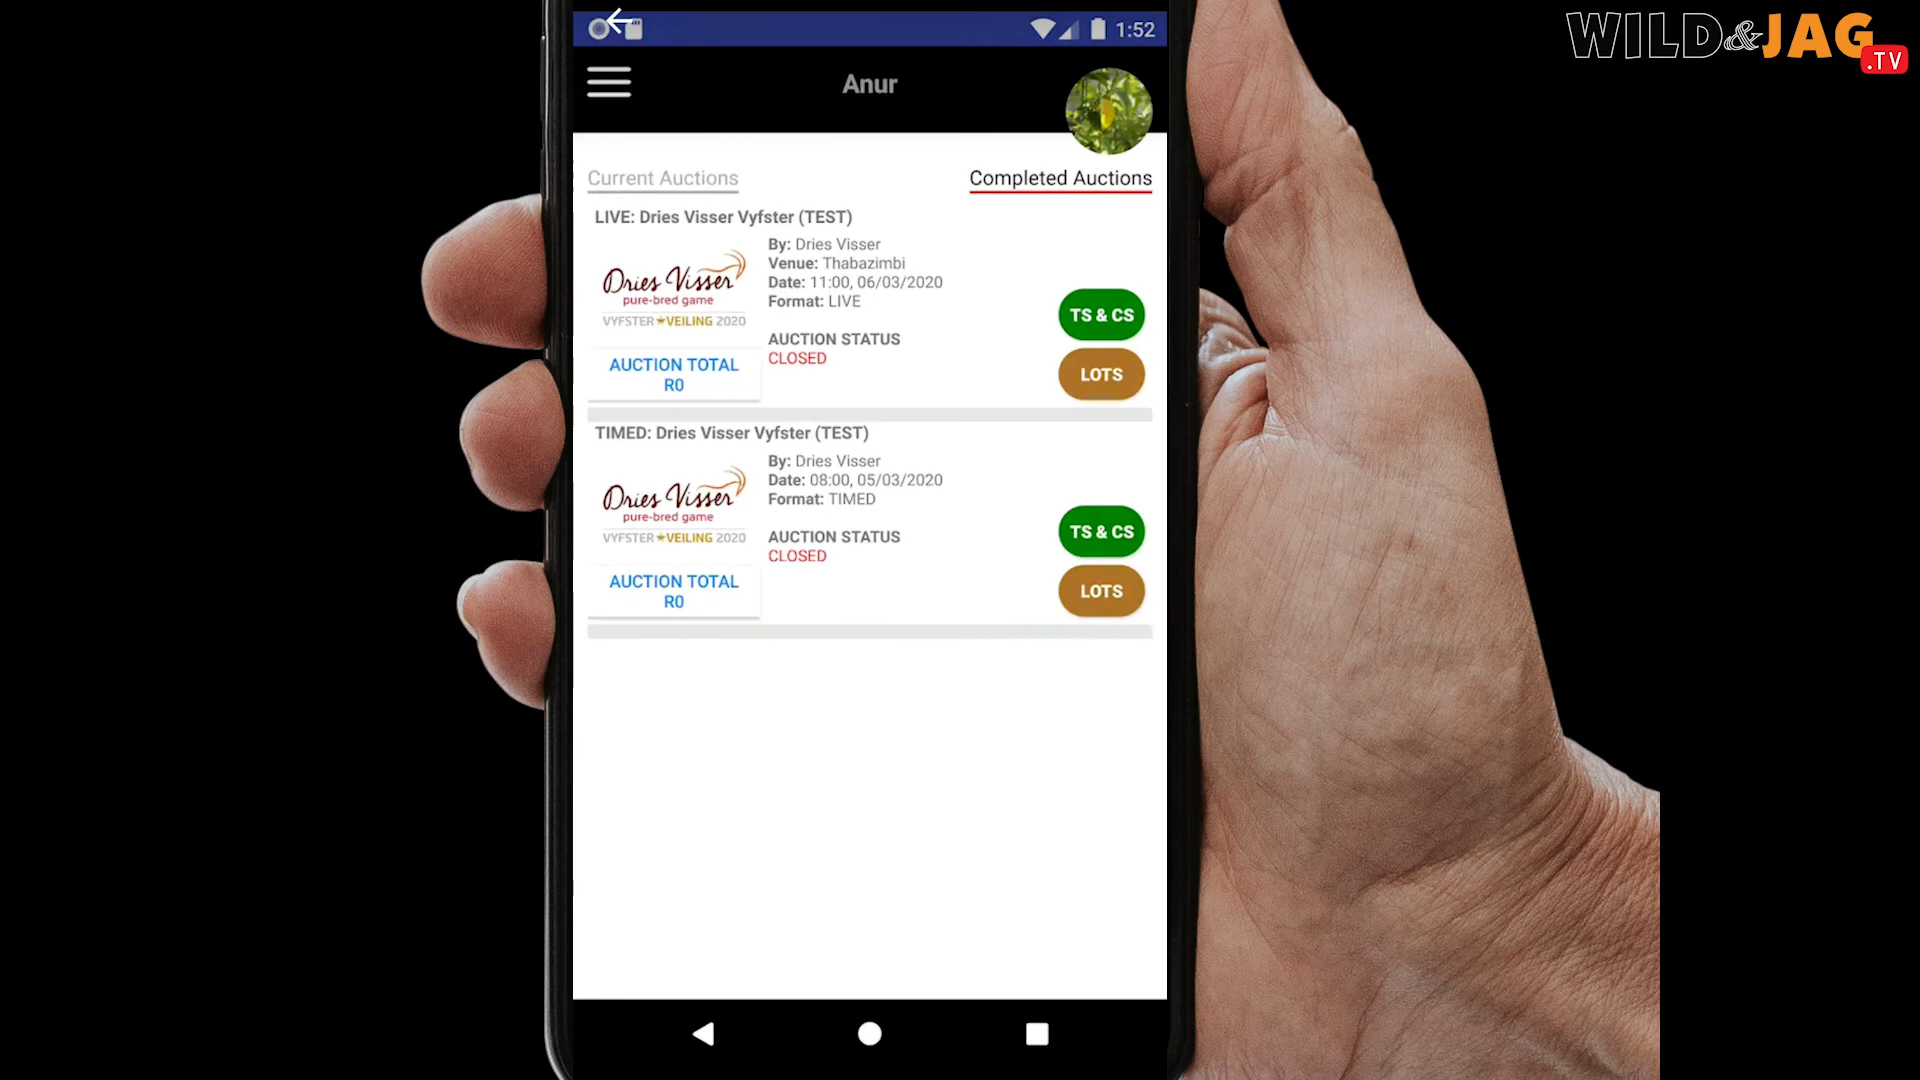 WILD&JAG
.TV
1:52
Anur
Current Auctions
Completed Auctions
LIVE: Dries Visser Vyfster (TEST)
Dries Visser
pure-bred game
VYFSTER VEILING 2020
AUCTION TOTAL
R0
By: Dries Visser
Venue: Thabazimbi
Date: 11:00, 06/03/2020
Format: LIVE
AUCTION STATUS
CLOSED
TS & CS
LOTS
TIMED: Dries Visser Vyfster (TEST)
Dries Visser
pure-bred game
VYFSTER VEILING 2020
AUCTION TOTAL
R0
By: Dries Visser
Date: 08:00, 05/03/2020
Format: TIMED
AUCTION STATUS
CLOSED
TS & CS
LOTS